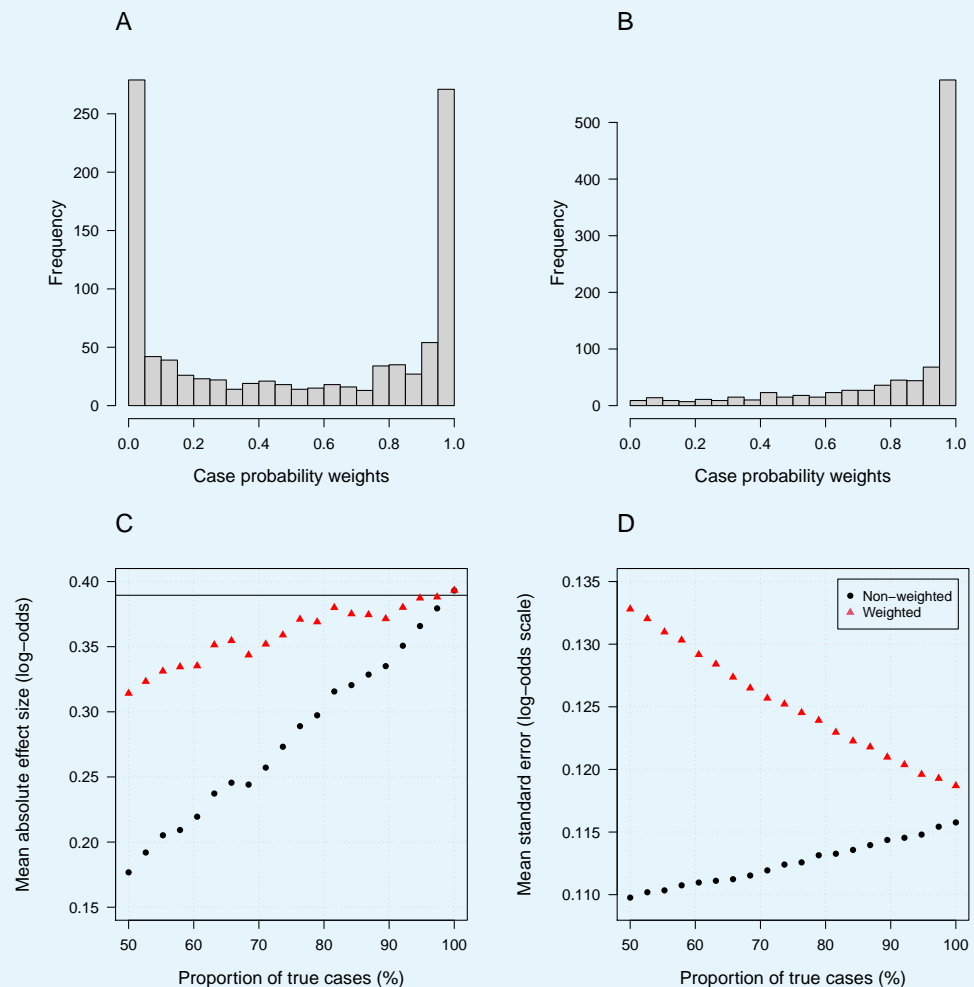 A
B
Frequency
250
200
150
100
50
0
0.0 0.2 0.4 0.6 0.8 1.0
Case probability weights
Frequency
500
400
300
200
100
0
0.0 0.2 0.4 0.6 0.8 1.0
Case probability weights
C
D
Mean absolute effect size (log−odds)
0.40
0.35
0.30
0.25
0.20
0.15
50 60 70 80 90 100
Proportion of true cases (%)
Mean standard error (log−odds scale)
0.135
0.130
0.125
0.120
0.115
0.110
Non−weighted
Weighted
50 60 70 80 90 100
Proportion of true cases (%)